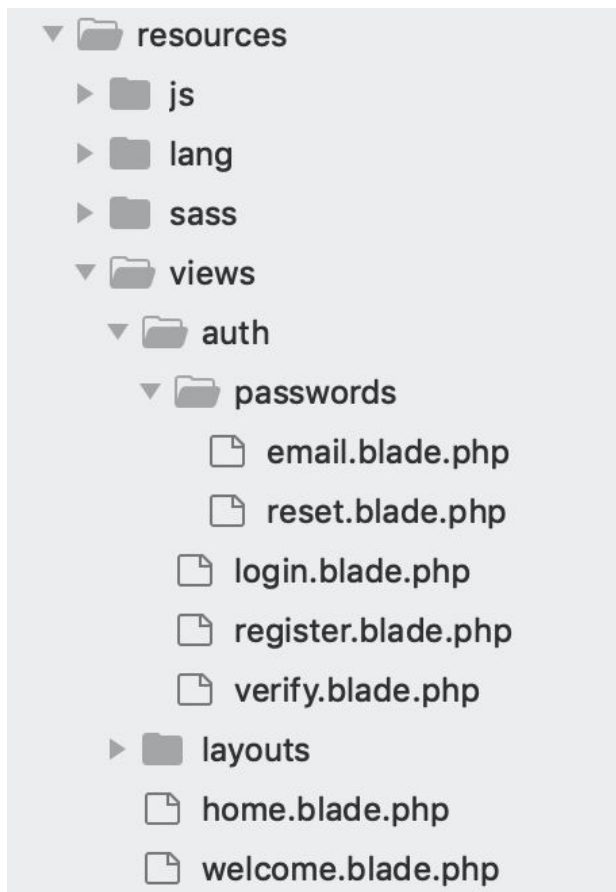 resources
js
lang
sass
views
auth
passwords
email.blade.php
reset.blade.php
login.blade.php
register.blade.php
verify.blade.php
layouts
home.blade.php
welcome.blade.php